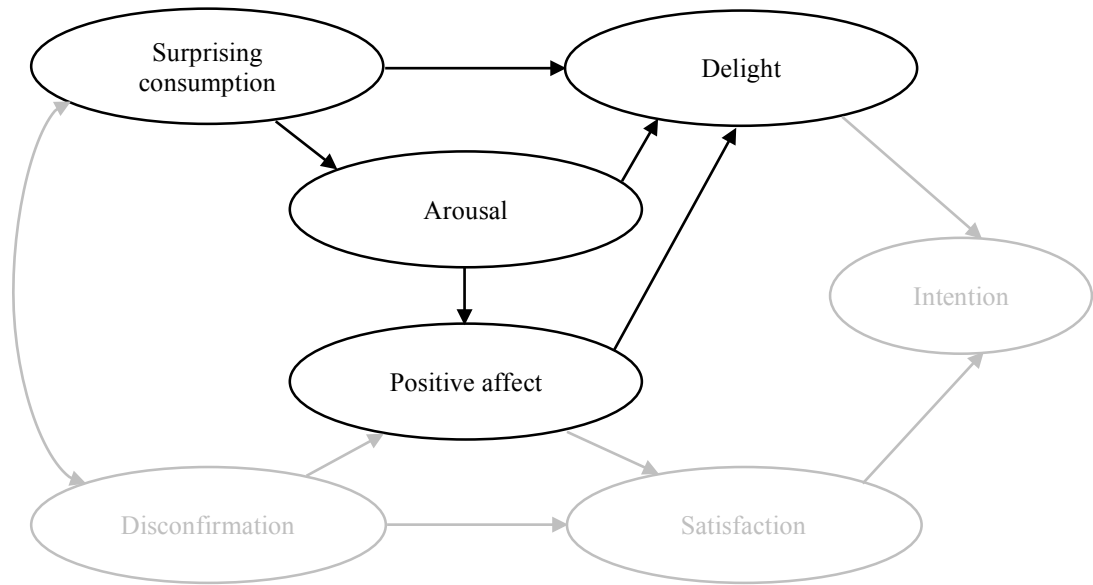 Surprising
consumption
Delight
Arousal
Intention
Positive affect
Disconfirmation
Satisfaction